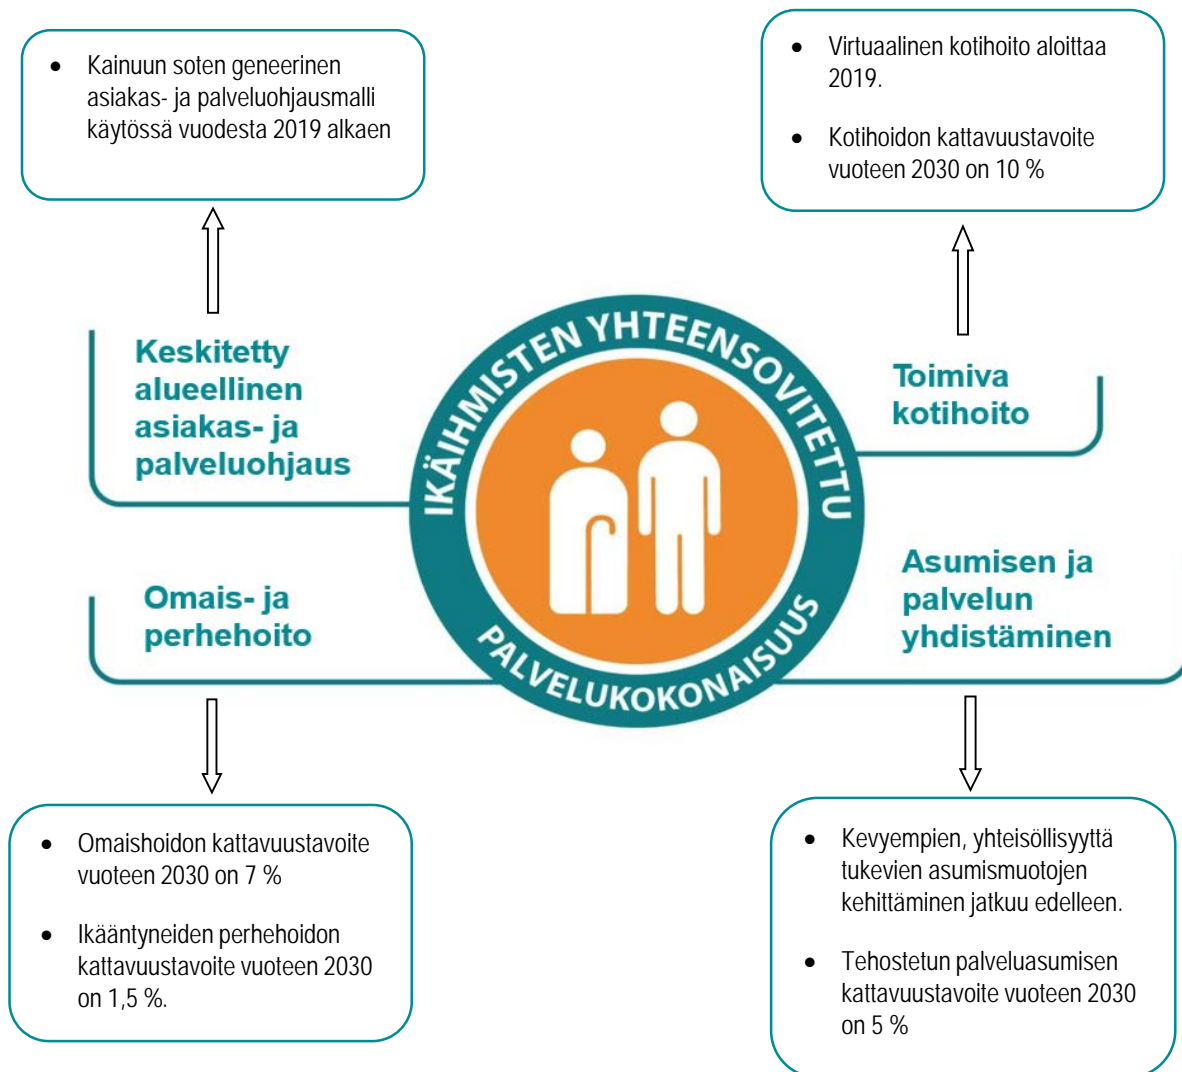 • Kainuun soten geneerinen
asiakas- ja palveluohjausmalli
käytössä vuodesta 2019 alkaen
• Virtuaalinen kotihoito aloittaa
2019.
• Kotihoidon kattavuustavoite
vuoteen 2030 on 10 %
Keskitetty
alueellinen
asiakas- ja
palveluohjaus
IKÄIHMISTEN YHTEENSOVITETTU
PALVELUKOKONAISUUS
Toimiva
kotihoito
Omais- ja
perhehoito
Asumisen ja
palvelun
yhdistäminen
• Omaishoidon kattavuustavoite
vuoteen 2030 on 7 %
• Ikääntyneiden perhehoidon
kattavuustavoite vuoteen 2030
on 1,5 %.
• Kevyempien, yhteisöllisyyttä
tukevien asumismuotojen
kehittäminen jatkuu edelleen.
• Tehostetun palveluasumisen
kattavuustavoite vuoteen 2030
on 5 %